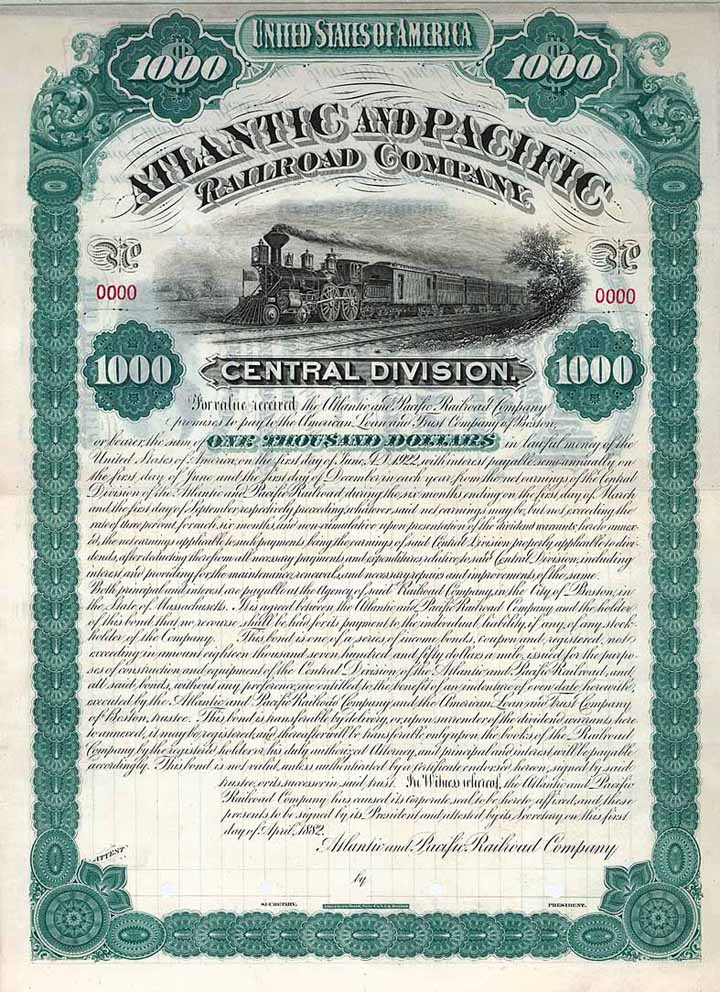 UNITED STATES OF AMERICA
1000 1000
ATLANTIC AND PACIFIC
RAILROAD COMPANY
No No
0000 0000
1000 1000
CENTRAL DIVISION.
For value received, the Atlantic and Pacific Railroad Company
promises to pay to the American Loan and Trust Company of Boston,
or bearer, the sum of ONE THOUSAND DOLLARS in lawful money of the
United States of America, on the first day of June, A.D. 1922, with interest payable semi-annually on
the first day of June and the first day of December in each year from the net earnings of the Central
Division of the Atlantic and Pacific Railroad during the six months ending on the first day of March
and the first day of September respectively preceding, whatever said net earnings may be, but not exceeding the
rate of three percent, for each six months, and non-cumulative upon presentation of the dividend warrants hereto annex-
ed, the net earnings applicable to such payments being the earnings of said Central Division properly applicable to divi-
dends, after deducting therefrom all necessary payments and expenditures relative to said Central Division, including
interest and providing for the maintenance, renewals, and necessary repairs and improvements of the same.
Both principal and interest are payable at the Agency of said Railroad Company, in the City of Boston, in
the State of Massachusetts. It is agreed between the Atlantic and Pacific Railroad Company and the holder
of this bond that no recourse shall be had for its payment to the individual liability, if any, of any stock-
holder of the Company. This bond is one of a series of income bonds, coupon and registered, not
exceeding in amount eighteen thousand seven hundred and fifty dollars a mile, issued for the purpo-
ses of construction and equipment of the Central Division of the Atlantic and Pacific Railroad, and
all said bonds, without any preference, are entitled to the benefit of an indenture of even date herewith,
executed by the Atlantic and Pacific Railroad Company and the American Loan and Trust Company
of Boston, trustee. This bond is transferable by delivery, or, upon surrender of the dividend warrants here-
to annexed, it may be registered, and thereafter will be transferable only upon the books of the Railroad
Company by the registered holder or his duly authorized Attorney, and principal and interest will be payable
accordingly. This bond is not valid, unless authenticated by a certificate endorsed hereon, signed by said
trustee, or its successor in said trust. In Witness whereof, the Atlantic and Pacific
Railroad Company has caused its corporate seal to be hereto affixed, and these
presents to be signed by its President and attested by its Secretary on this first
day of April, 1882.
Atlantic and Pacific Railroad Company
ATTEST
by
SECRETARY. PRESIDENT.